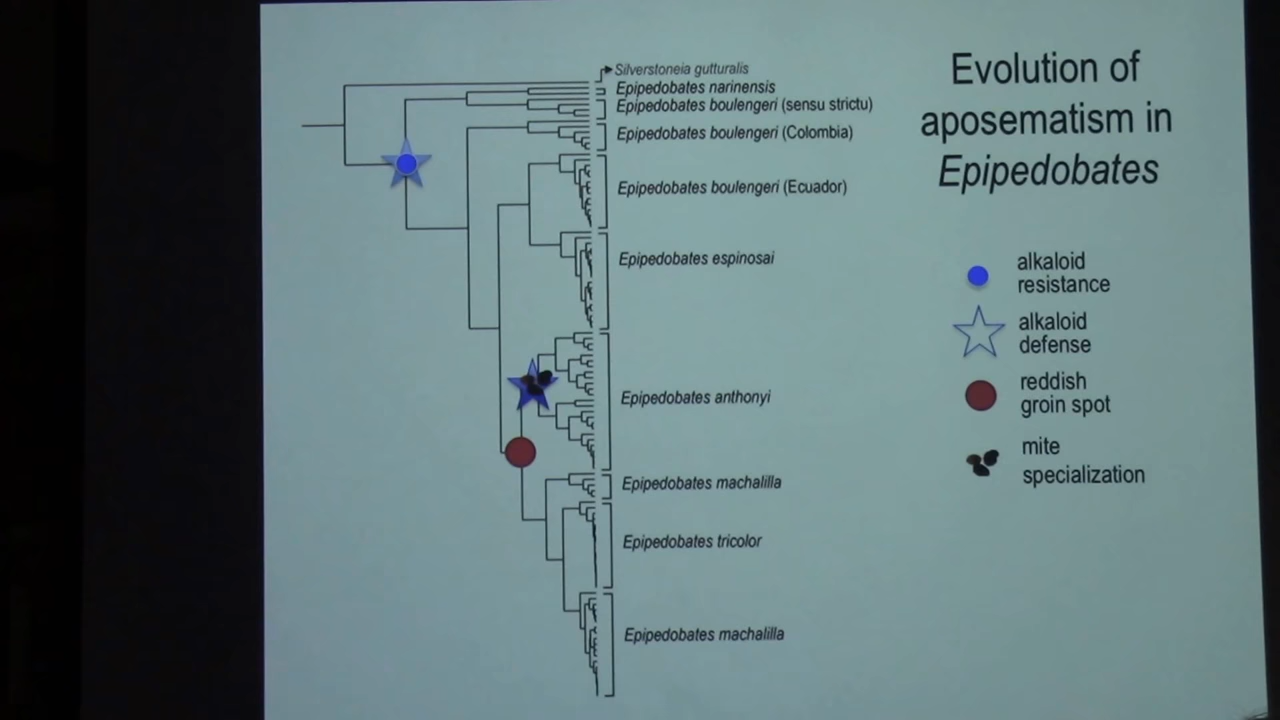 Evolution of
aposematism in
Epipedobates
Silverstoneia gutturalis
Epipedobates narinensis
Epipedobates boulengeri (sensu strictu)
Epipedobates boulengeri (Colombia)
Epipedobates boulengeri (Ecuador)
Epipedobates espinosai
Epipedobates anthonyi
Epipedobates machalilla
Epipedobates tricolor
Epipedobates machalilla
alkaloid
resistance
alkaloid
defense
reddish
groin spot
mite
specialization